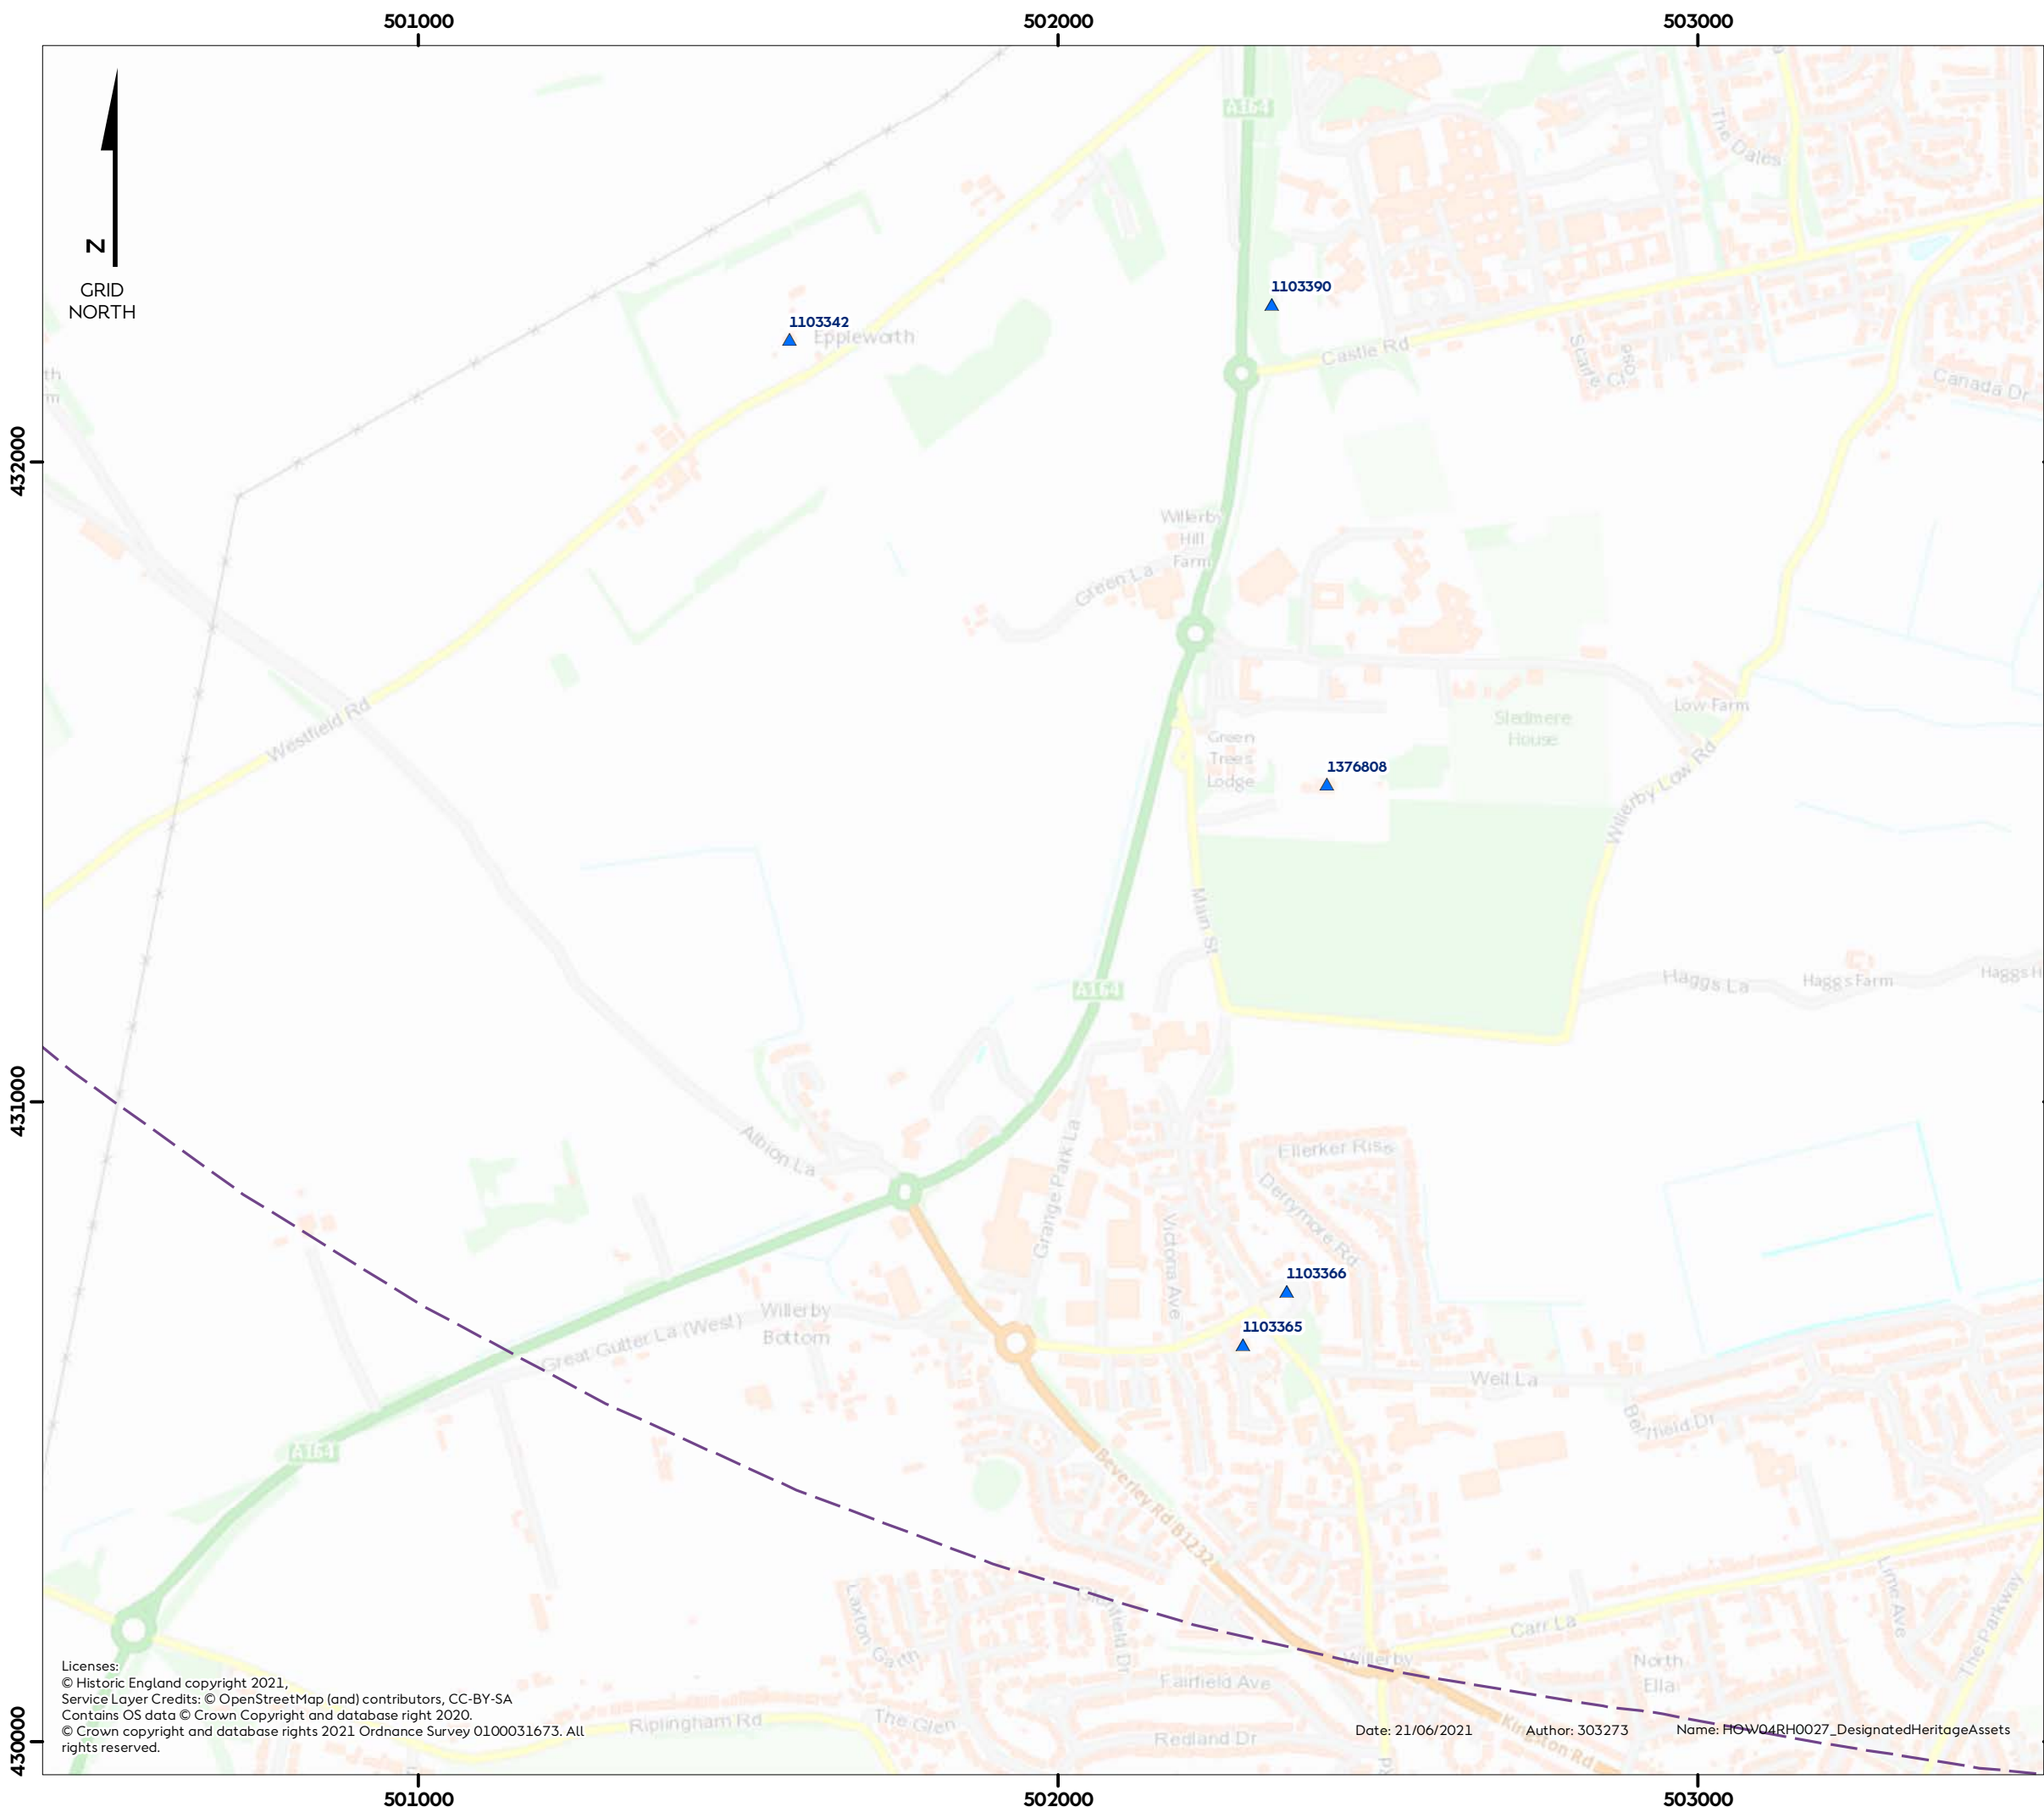 501000
502000
503000
A164
The Dales
N
GRID
NORTH
1103390
1103342
Eppleworth
Castle Rd
Canada Dr
432000
Willerby
Hill
Farm
Green La
Westfield Rd
Low Farm
Sledmere
House
Green
Trees
Lodge
1376808
Willerby Low Rd
Main St
Haggs La
Haggs Farm
Haggs H
A164
431000
Albion La
Grange Park La
Ellerker Rise
Derrymore Rd
Victoria Ave
1103366
Willerby
Bottom
1103365
Great Gutter La (West)
Well La
A164
Beverley Rd B1232
Laxton Garth
Glenfield Dr
Carr La
Lime Ave
The Parkway
Willerby
North
Ella
Fairfield Ave
Riplingham Rd
The Glen
Redland Dr
Kingston Rd
430000
Licenses:
© Historic England copyright 2021,
Service Layer Credits: © OpenStreetMap (and) contributors, CC-BY-SA
Contains OS data © Crown Copyright and database right 2020.
© Crown copyright and database rights 2021 Ordnance Survey 0100031673. All
rights reserved.
Date: 21/06/2021 Author: 303273 Name: HOW04RH0027_DesignatedHeritageAssets
501000
502000
503000